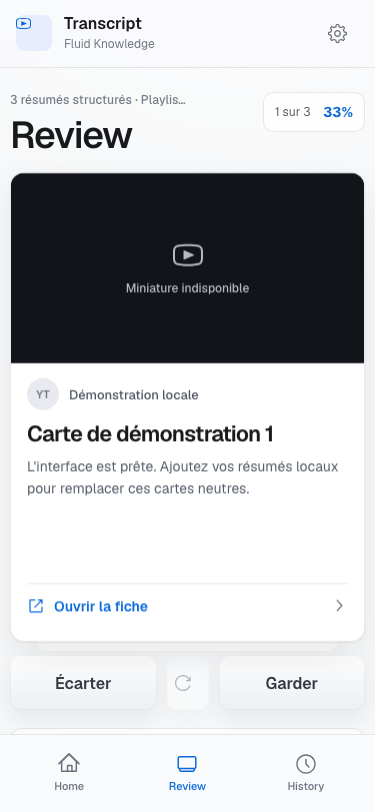 Transcript
Fluid Knowledge
3 résumés structurés · Playlis...
Review
1 sur 3 33%
Miniature indisponible
YT Démonstration locale
Carte de démonstration 1
L'interface est prête. Ajoutez vos résumés locaux
pour remplacer ces cartes neutres.
Ouvrir la fiche
Écarter Garder
Home Review History